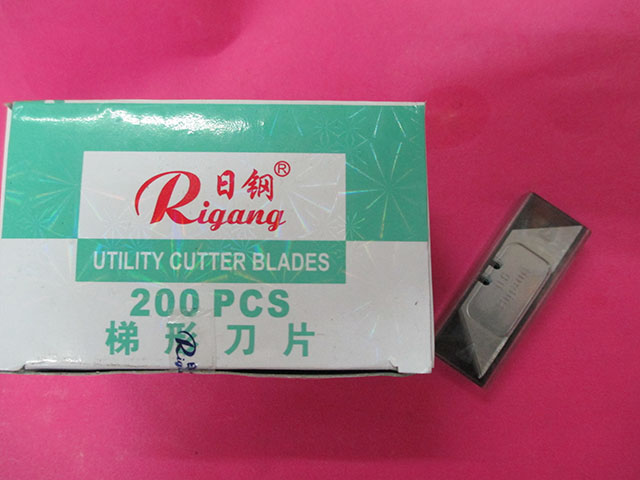 日钢®
Rigang
UTILITY CUTTER BLADES
200 PCS
梯形刀片